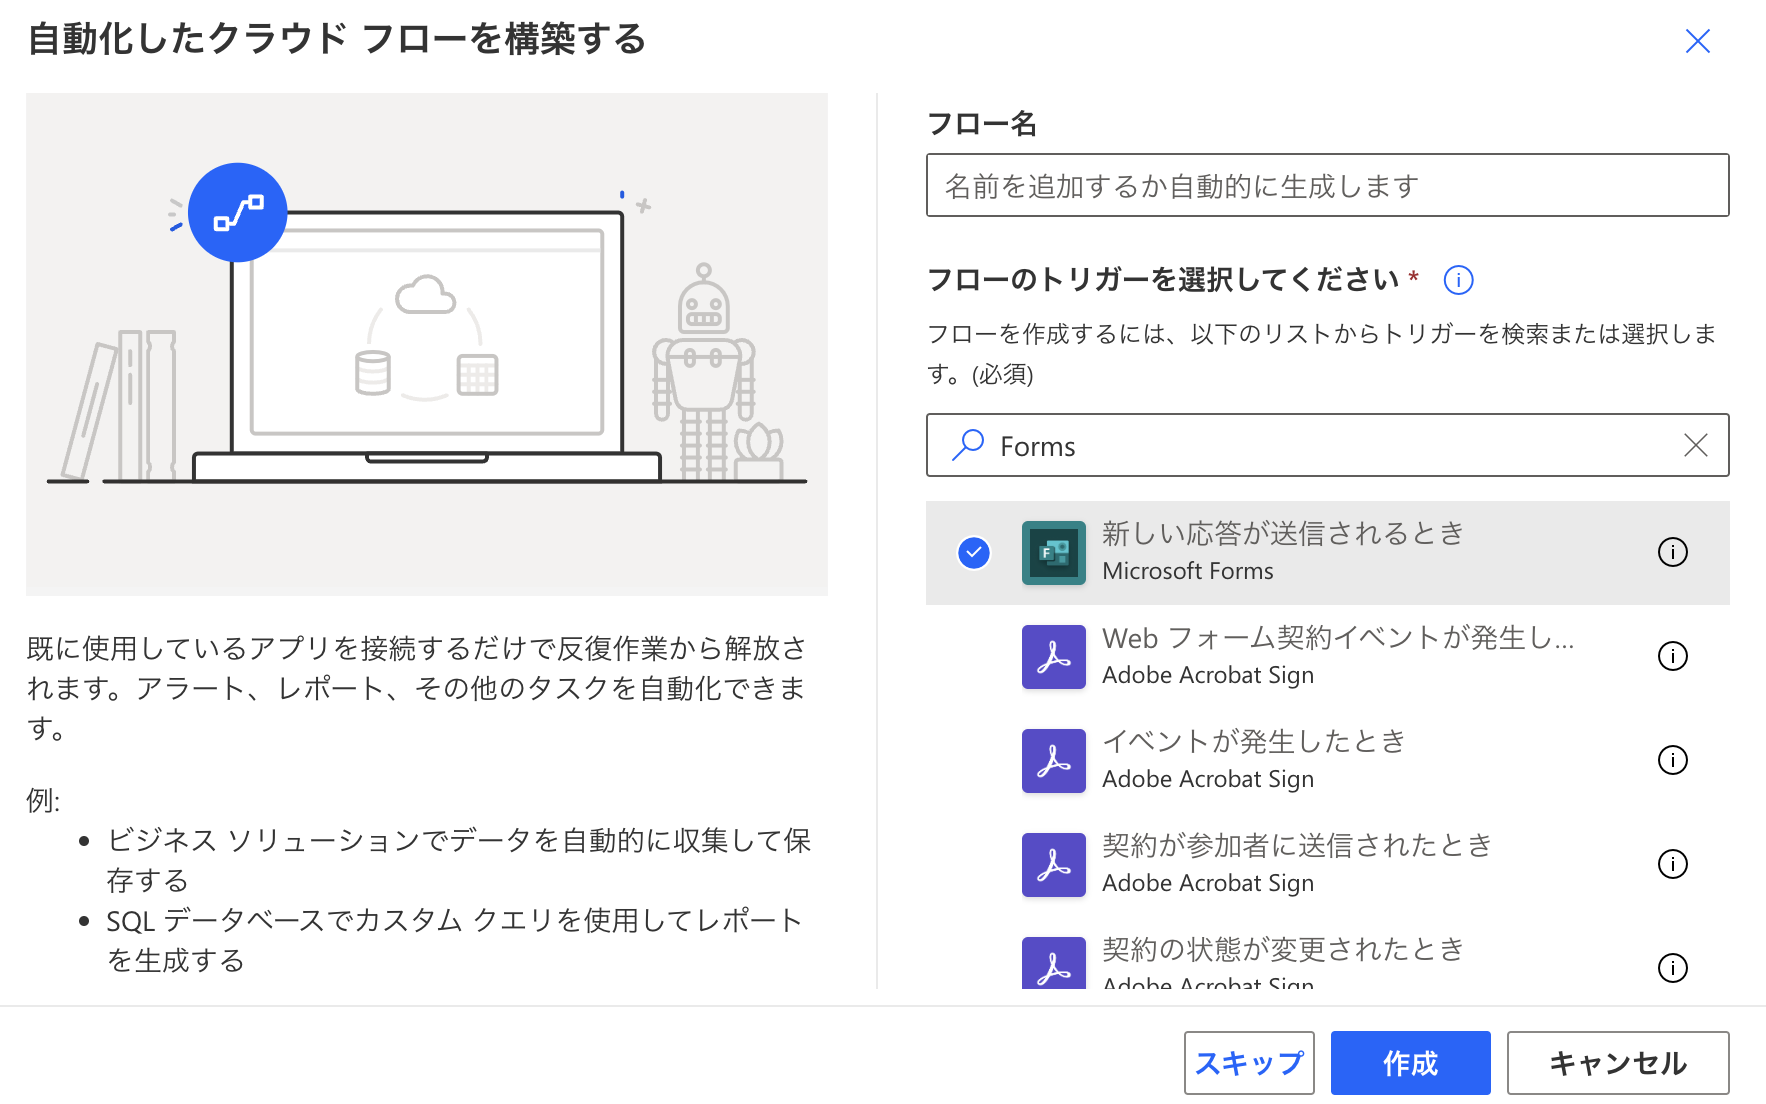 自動化したクラウド フローを構築する
既に使用しているアプリを接続するだけで反復作業から解放さ
れます。アラート、レポート、その他のタスクを自動化できま
す。
例:
• ビジネス ソリューションでデータを自動的に収集して保
存する
• SQL データベースでカスタム クエリを使用してレポート
を生成する
フロー名
名前を追加するか自動的に生成します
フローのトリガーを選択してください *
フローを作成するには、以下のリストからトリガーを検索または選択しま
す。(必須)
Forms
新しい応答が送信されるとき
Microsoft Forms
Web フォーム契約イベントが発生し...
Adobe Acrobat Sign
イベントが発生したとき
Adobe Acrobat Sign
契約が参加者に送信されたとき
Adobe Acrobat Sign
契約の状態が変更されたとき
Adobe Acrobat Sign
スキップ
作成
キャンセル